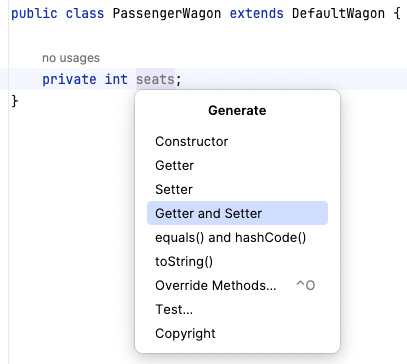 public class PassengerWagon extends DefaultWagon {
no usages
private int seats;
}
Generate
Constructor
Getter
Setter
Getter and Setter
equals() and hashCode()
toString()
Override Methods... ^O
Test...
Copyright